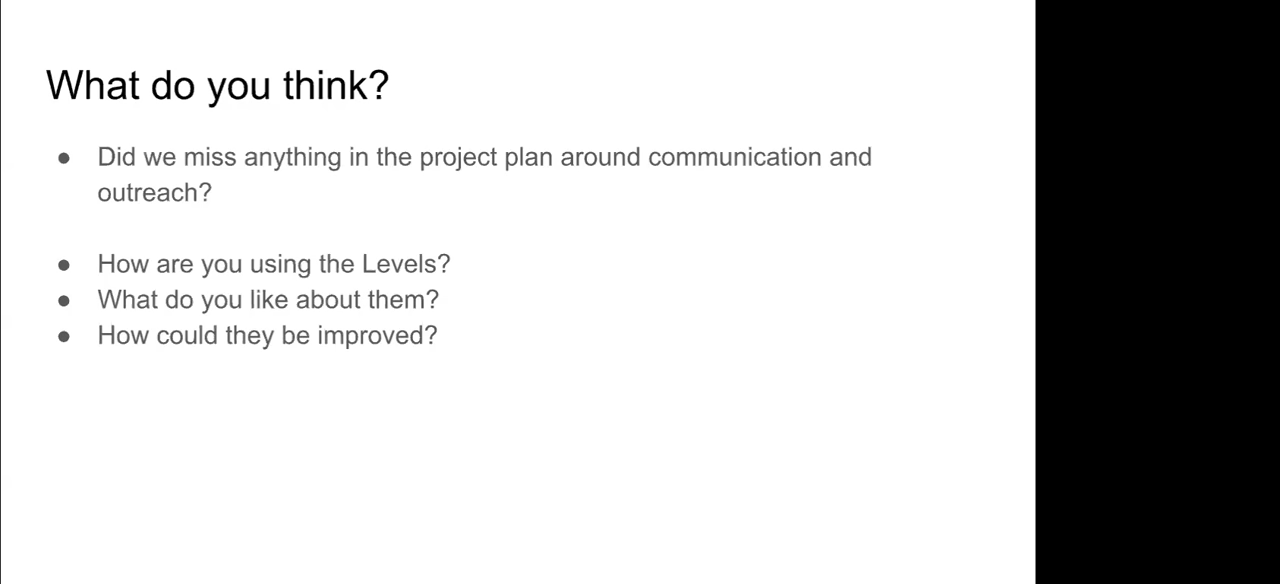 What do you think?
● Did we miss anything in the project plan around communication and
outreach?
● How are you using the Levels?
● What do you like about them?
● How could they be improved?